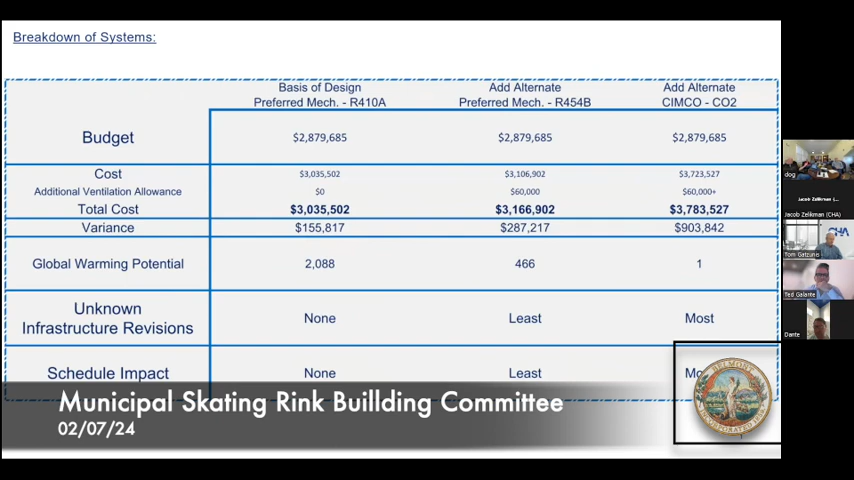 Breakdown of Systems:
Basis of Design
Preferred Mech. - R410A
Add Alternate
Preferred Mech. - R454B
Add Alternate
CIMCO - CO2
Budget
$2,879,685
$2,879,685
$2,879,685
Cost
$3,035,502
$3,106,902
$3,723,527
Additional Ventilation Allowance
$0
$60,000
$60,000+
Total Cost
$3,035,502
$3,166,902
$3,783,527
Variance
$155,817
$287,217
$903,842
Global Warming Potential
2,088
466
1
Unknown
Infrastructure Revisions
None
Least
Most
Schedule Impact
None
Least
Municipal Skating Rink Buillding Committee
02/07/24
BELMONT
dog
Jacob Zelikman (...
Jacob Zelikman (CHA)
CHA
Tom Gatzunis
Ted Galante
Dante